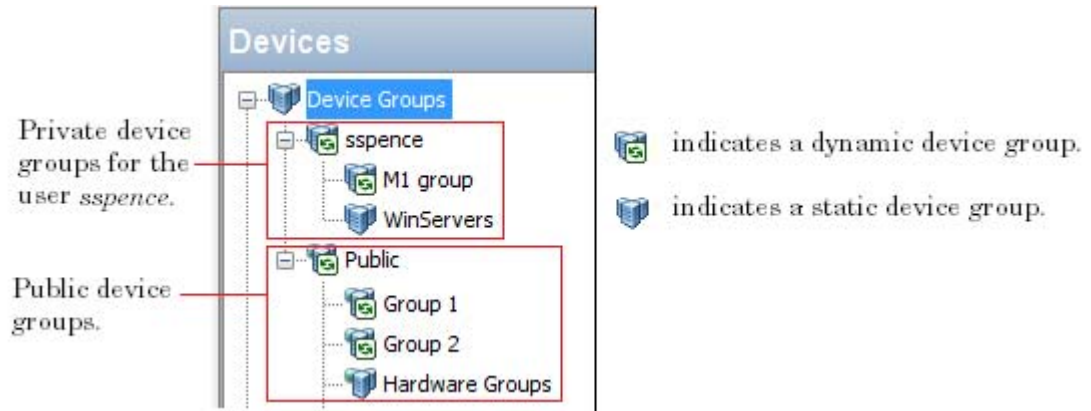 Devices
Device Groups
Private device
groups for the
user sspence.
sspence
M1 group
WinServers
indicates a dynamic device group.
indicates a static device group.
Public device
groups.
Public
Group 1
Group 2
Hardware Groups